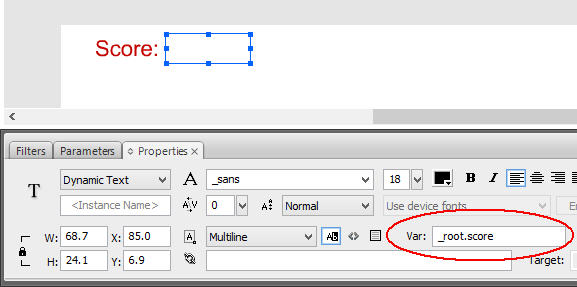 Score:
Filters Parameters Properties ×
T Dynamic Text A _sans 18 B I
<Instance Name> A V 0 A Normal Use device fonts
W: 68.7 X: 85.0 A Multiline AB <> Var: _root.score
H: 24.1 Y: 6.9 Target: